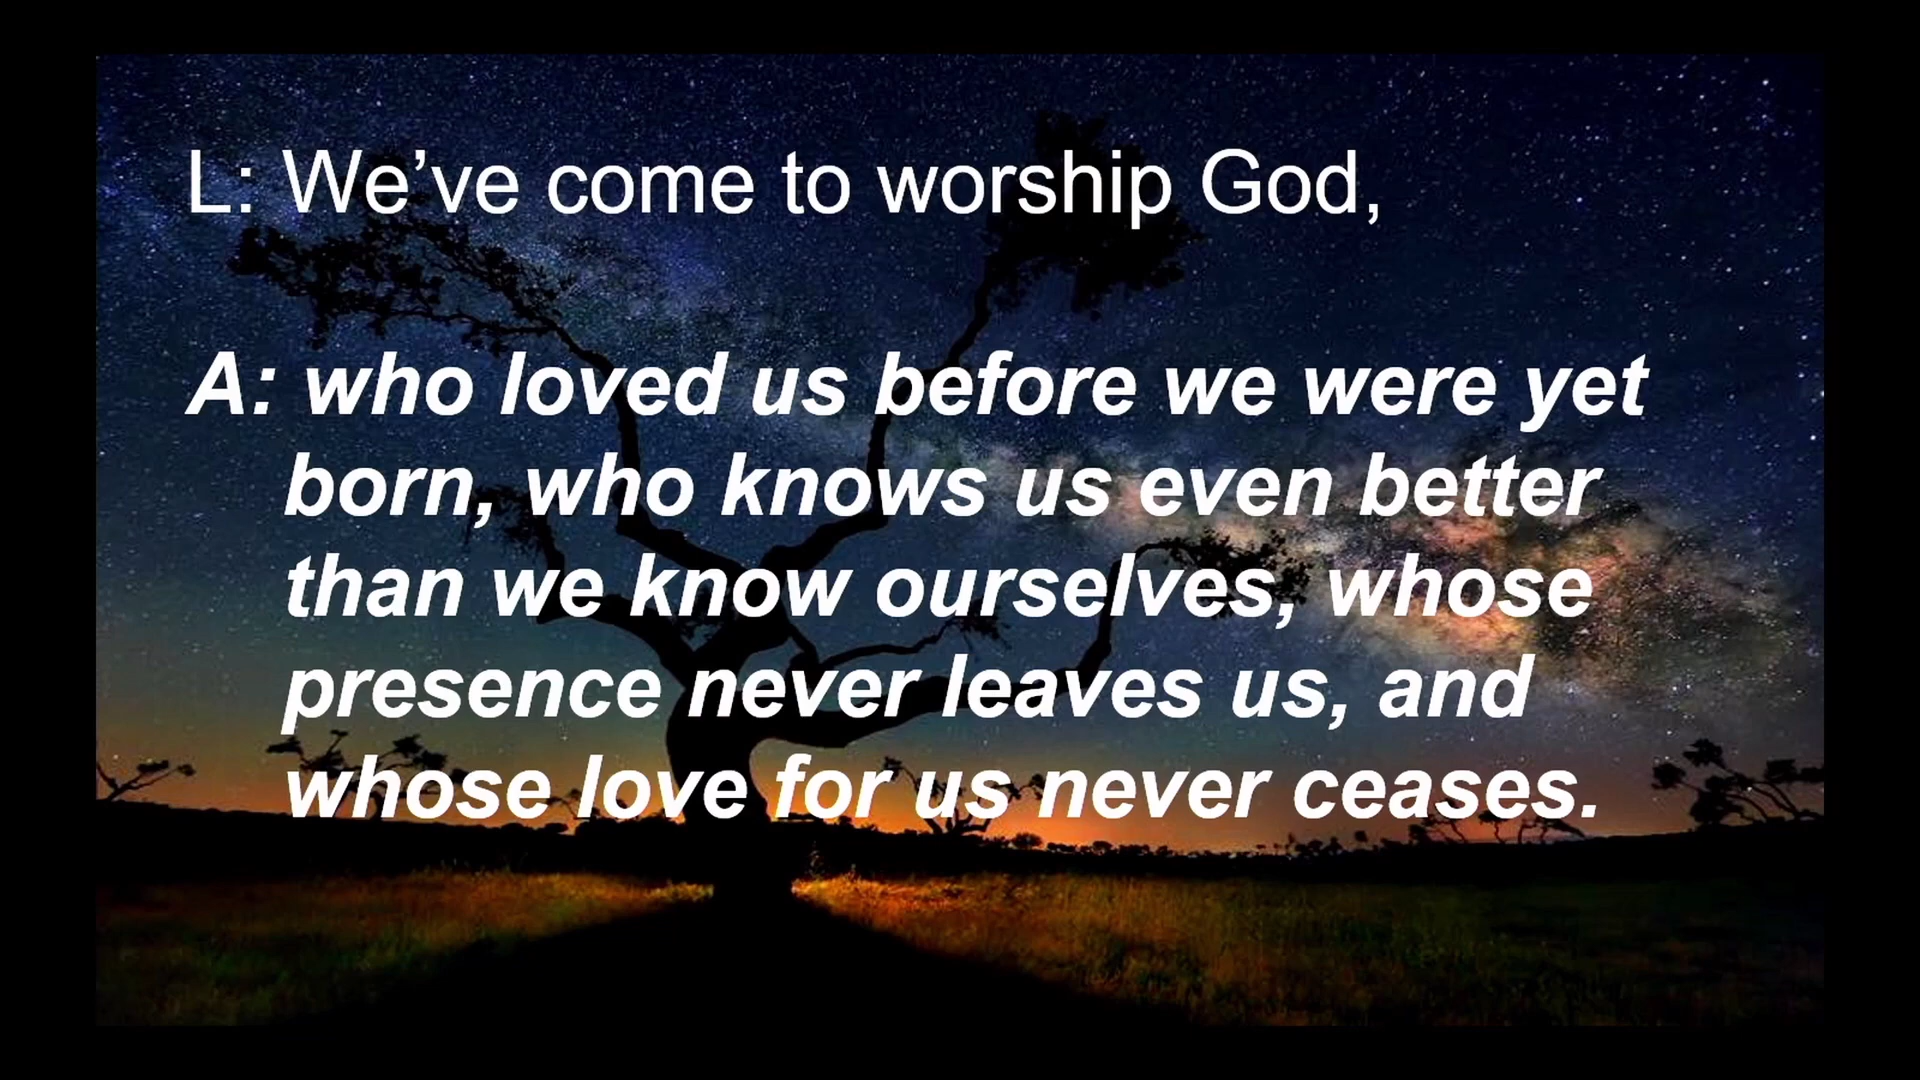 L: We’ve come to worship God,
A: who loved us before we were yet
born, who knows us even better
than we know ourselves, whose
presence never leaves us, and
whose love for us never ceases.